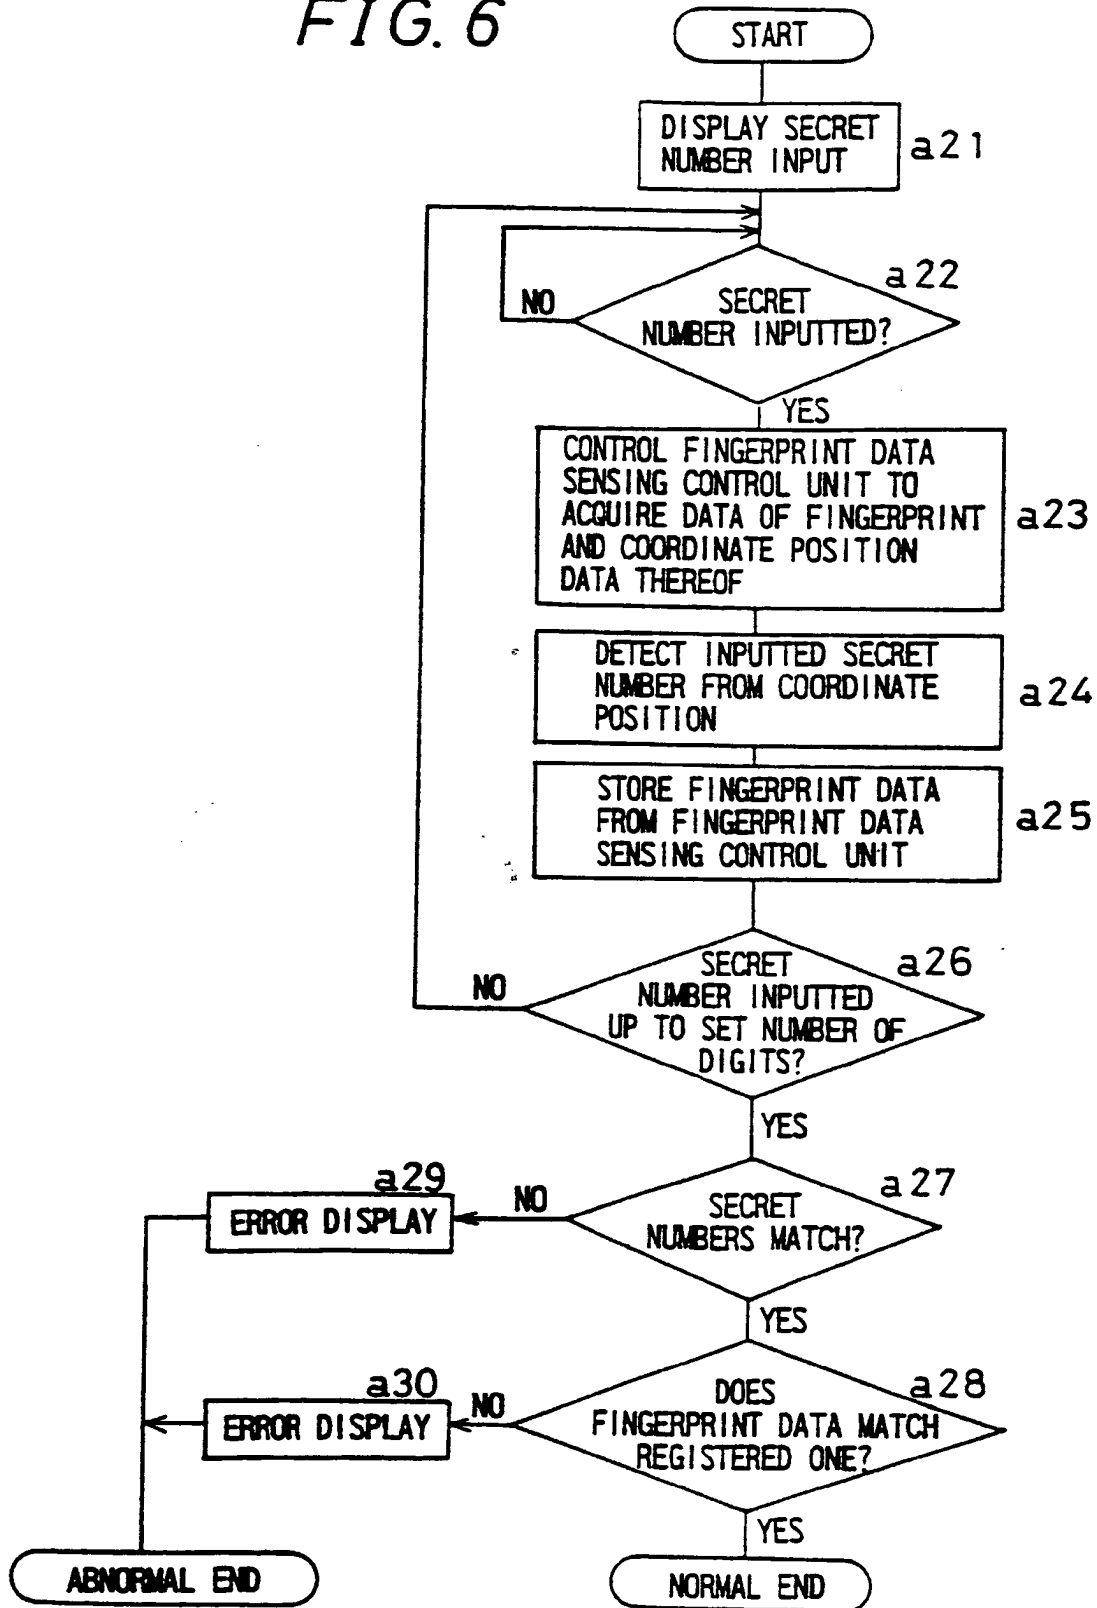 FIG. 6
START
DISPLAY SECRET
NUMBER INPUT
a21
a22
SECRET
NUMBER INPUTTED?
NO
YES
CONTROL FINGERPRINT DATA
SENSING CONTROL UNIT TO
ACQUIRE DATA OF FINGERPRINT
AND COORDINATE POSITION
DATA THEREOF
a23
DETECT INPUTTED SECRET
NUMBER FROM COORDINATE
POSITION
a24
STORE FINGERPRINT DATA
FROM FINGERPRINT DATA
SENSING CONTROL UNIT
a25
a26
SECRET
NUMBER INPUTTED
UP TO SET NUMBER OF
DIGITS?
NO
YES
a27
SECRET
NUMBERS MATCH?
NO
a29
ERROR DISPLAY
YES
a28
DOES
FINGERPRINT DATA MATCH
REGISTERED ONE?
NO
a30
ERROR DISPLAY
YES
ABNORMAL END
NORMAL END